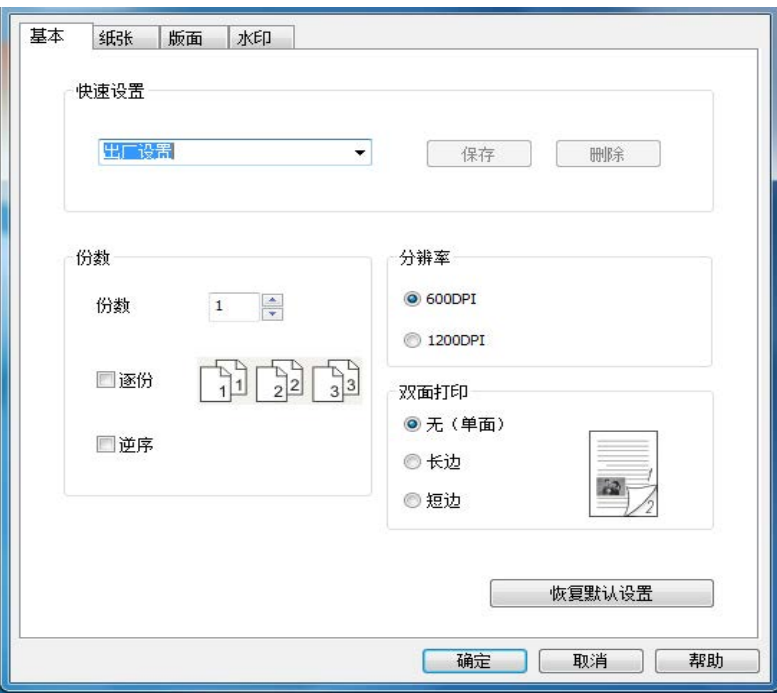 基本 纸张 版面 水印
快速设置
出厂设置 保存 删除
份数
份数 1
逐份 1 1 2 2 3 3
逆序
分辨率
600DPI
1200DPI
双面打印
无（单面）
长边
短边
1
2
恢复默认设置
确定 取消 帮助